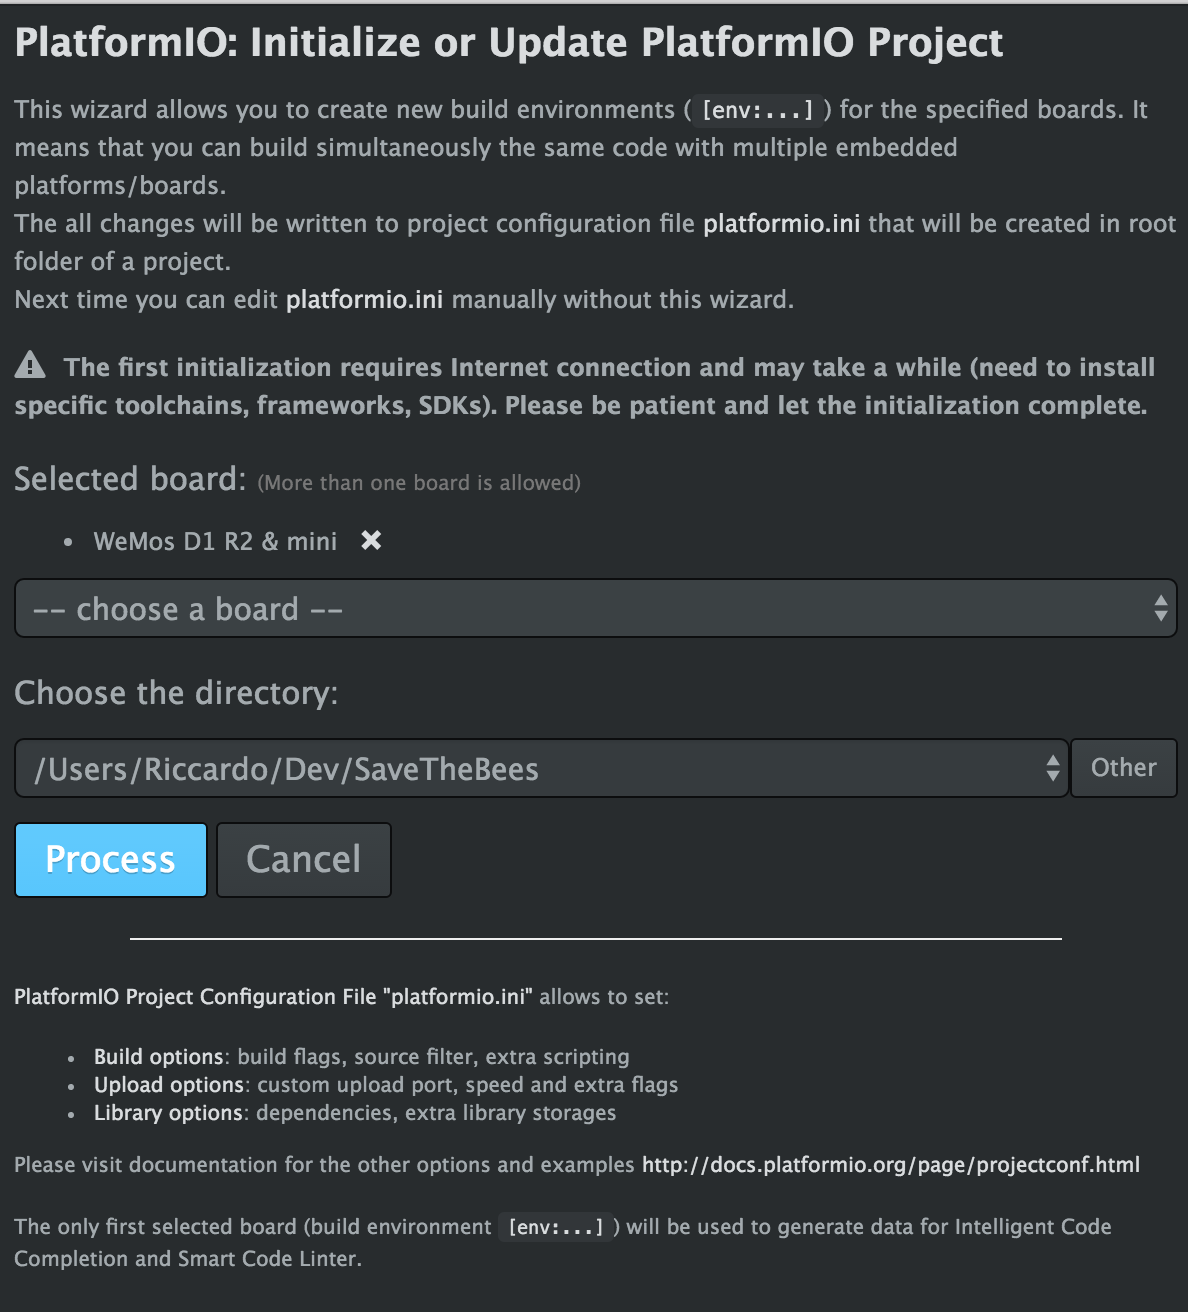 PlatformIO: Initialize or Update PlatformIO Project
This wizard allows you to create new build environments ( [env:...] ) for the specified boards. It
means that you can build simultaneously the same code with multiple embedded
platforms/boards.
The all changes will be written to project configuration file platformio.ini that will be created in root
folder of a project.
Next time you can edit platformio.ini manually without this wizard.
The first initialization requires Internet connection and may take a while (need to install
specific toolchains, frameworks, SDKs). Please be patient and let the initialization complete.
Selected board: (More than one board is allowed)
• WeMos D1 R2 & mini ✖
-- choose a board --
Choose the directory:
/Users/Riccardo/Dev/SaveTheBees
Other
Process
Cancel
PlatformIO Project Configuration File "platformio.ini" allows to set:
• Build options: build flags, source filter, extra scripting
• Upload options: custom upload port, speed and extra flags
• Library options: dependencies, extra library storages
Please visit documentation for the other options and examples http://docs.platformio.org/page/projectconf.html
The only first selected board (build environment [env:...] ) will be used to generate data for Intelligent Code
Completion and Smart Code Linter.